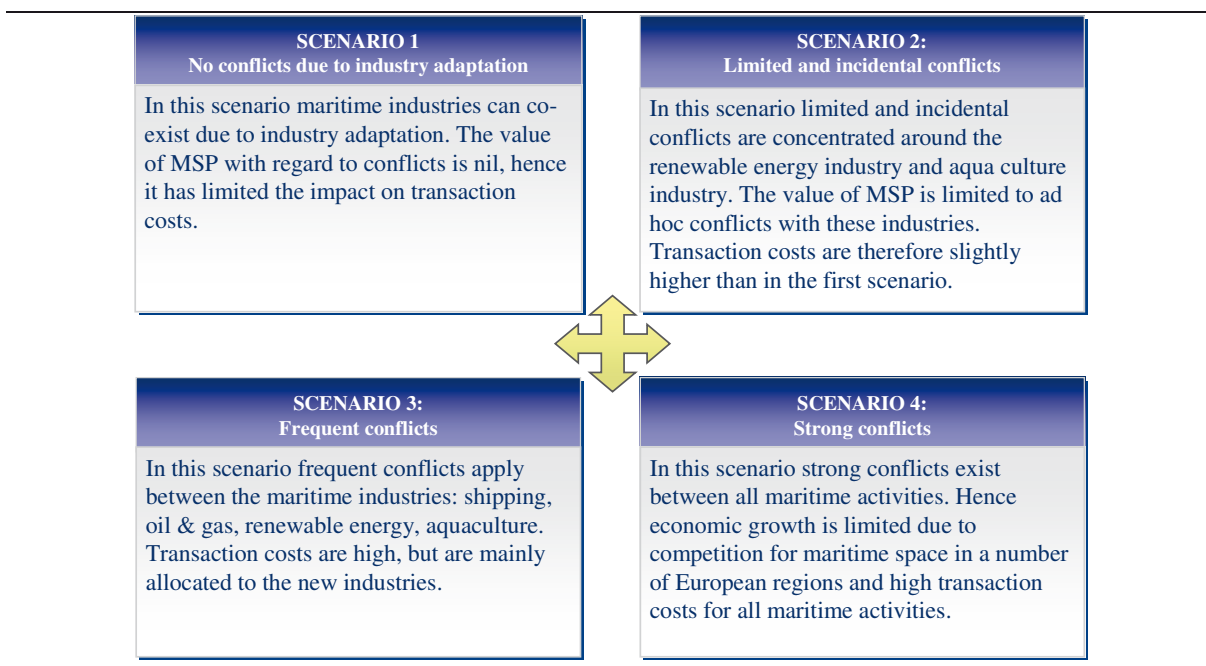 SCENARIO 1
No conflicts due to industry adaptation
In this scenario maritime industries can co-
exist due to industry adaptation. The value
of MSP with regard to conflicts is nil, hence
it has limited the impact on transaction
costs.
SCENARIO 2:
Limited and incidental conflicts
In this scenario limited and incidental
conflicts are concentrated around the
renewable energy industry and aqua culture
industry. The value of MSP is limited to ad
hoc conflicts with these industries.
Transaction costs are therefore slightly
higher than in the first scenario.
SCENARIO 3:
Frequent conflicts
In this scenario frequent conflicts apply
between the maritime industries: shipping,
oil & gas, renewable energy, aquaculture.
Transaction costs are high, but are mainly
allocated to the new industries.
SCENARIO 4:
Strong conflicts
In this scenario strong conflicts exist
between all maritime activities. Hence
economic growth is limited due to
competition for maritime space in a number
of European regions and high transaction
costs for all maritime activities.